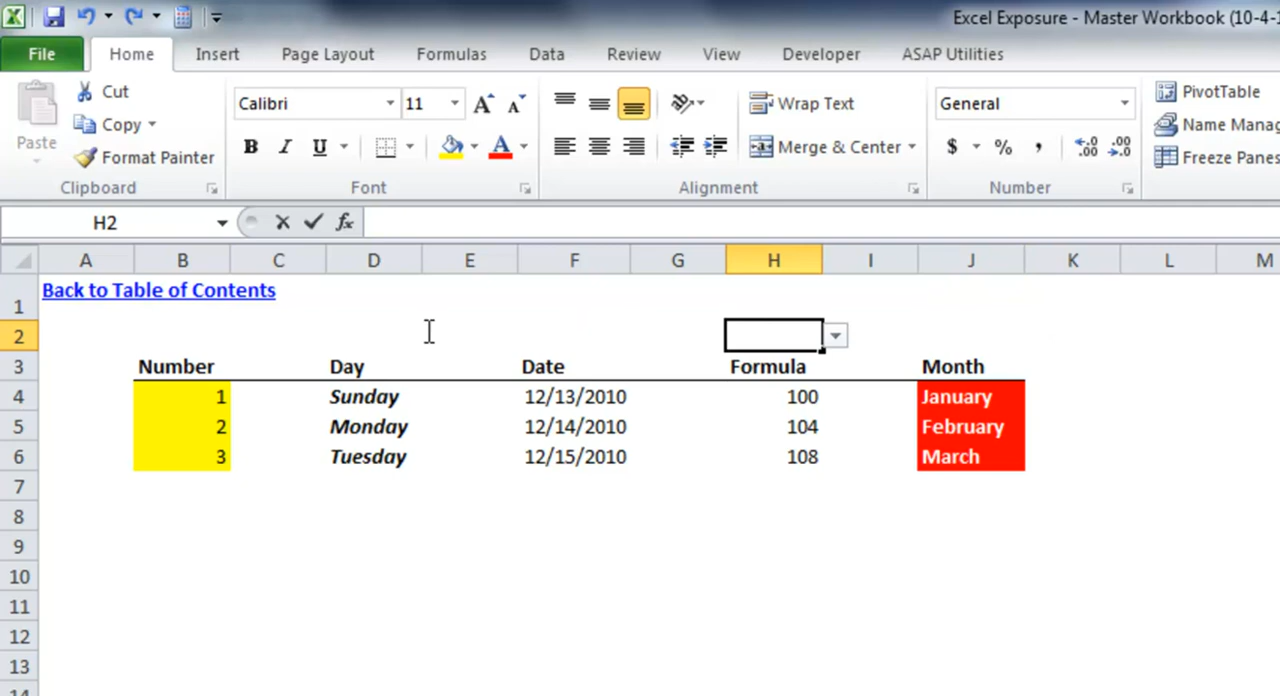 Excel Exposure - Master Workbook (10-4-1
File Home Insert Page Layout Formulas Data Review View Developer ASAP Utilities
Paste
Cut
Copy
Format Painter
Clipboard
Calibri 11 A A
B I U A
Font
Wrap Text
Merge & Center
Alignment
General
$ % , .00 .00
Number
PivotTable
Name Manag
Freeze Panes
H2 fx
A B C D E F G H I J K L M
1 Back to Table of Contents
2
3 Number Day Date Formula Month
4 1 Sunday 12/13/2010 100 January
5 2 Monday 12/14/2010 104 February
6 3 Tuesday 12/15/2010 108 March
7
8
9
10
11
12
13
14